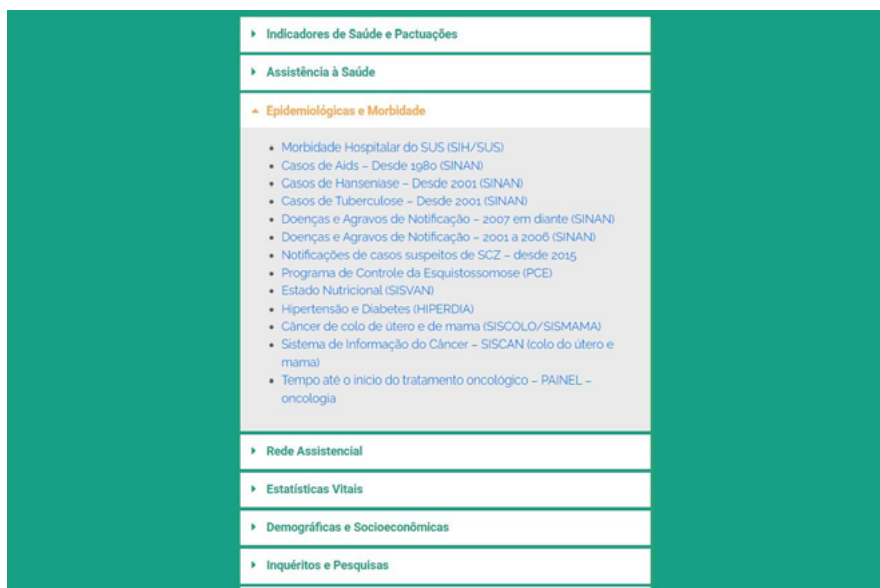 Indicadores de Saúde e Pactuações
Assistência à Saúde
Epidemiológicas e Morbidade
Morbidade Hospitalar do SUS (SIH/SUS)
Casos de Aids – Desde 1980 (SINAN)
Casos de Hanseníase – Desde 2001 (SINAN)
Casos de Tuberculose – Desde 2001 (SINAN)
Doenças e Agravos de Notificação – 2007 em diante (SINAN)
Doenças e Agravos de Notificação – 2001 a 2006 (SINAN)
Notificações de casos suspeitos de SCZ – desde 2015
Programa de Controle da Esquistossomose (PCE)
Estado Nutricional (SISVAN)
Hipertensão e Diabetes (HIPERDIA)
Câncer de colo de útero e de mama (SISCOLO/SISMAMA)
Sistema de Informação do Câncer – SISCAN (colo do útero e
mama)
Tempo até o início do tratamento oncológico – PAINEL –
oncologia
Rede Assistencial
Estatísticas Vitais
Demográficas e Socioeconômicas
Inquéritos e Pesquisas